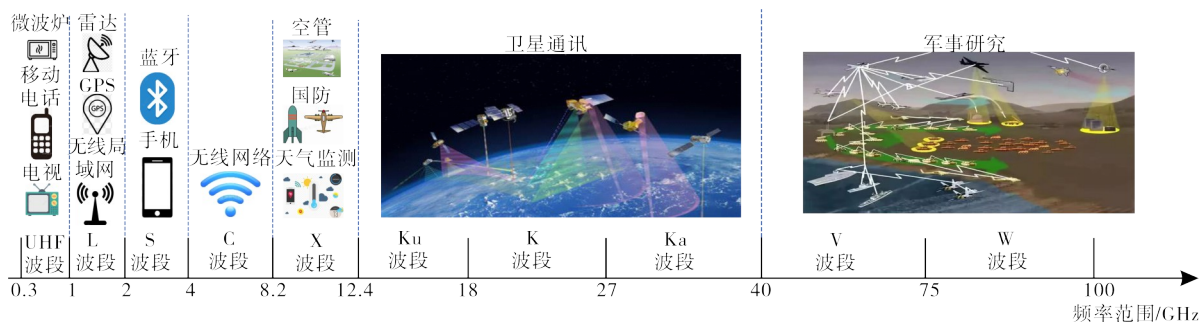 微波炉
移动
电话
电视
雷达
GPS
GPS
无线局
域网
蓝牙
手机
无线网络
空管
国防
天气监测
卫星通讯
军事研究
UHF
波段
L
波段
S
波段
C
波段
X
波段
Ku
波段
K
波段
Ka
波段
V
波段
W
波段
0.3 1 2 4 8.2 12.4 18 27 40 75 100
频率范围/GHz